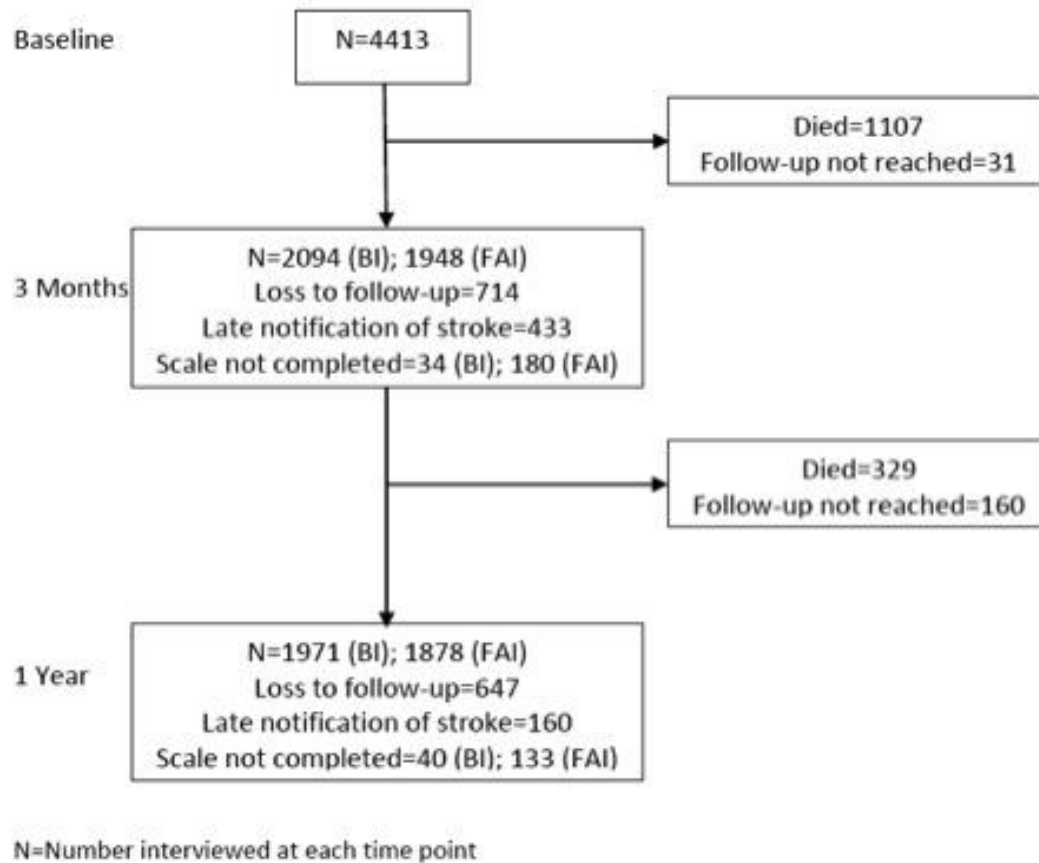 Baseline
N=4413
Died=1107
Follow-up not reached=31
3 Months
N=2094 (BI); 1948 (FAI)
Loss to follow-up=714
Late notification of stroke=433
Scale not completed=34 (BI); 180 (FAI)
Died=329
Follow-up not reached=160
1 Year
N=1971 (BI); 1878 (FAI)
Loss to follow-up=647
Late notification of stroke=160
Scale not completed=40 (BI); 133 (FAI)
N=Number interviewed at each time point